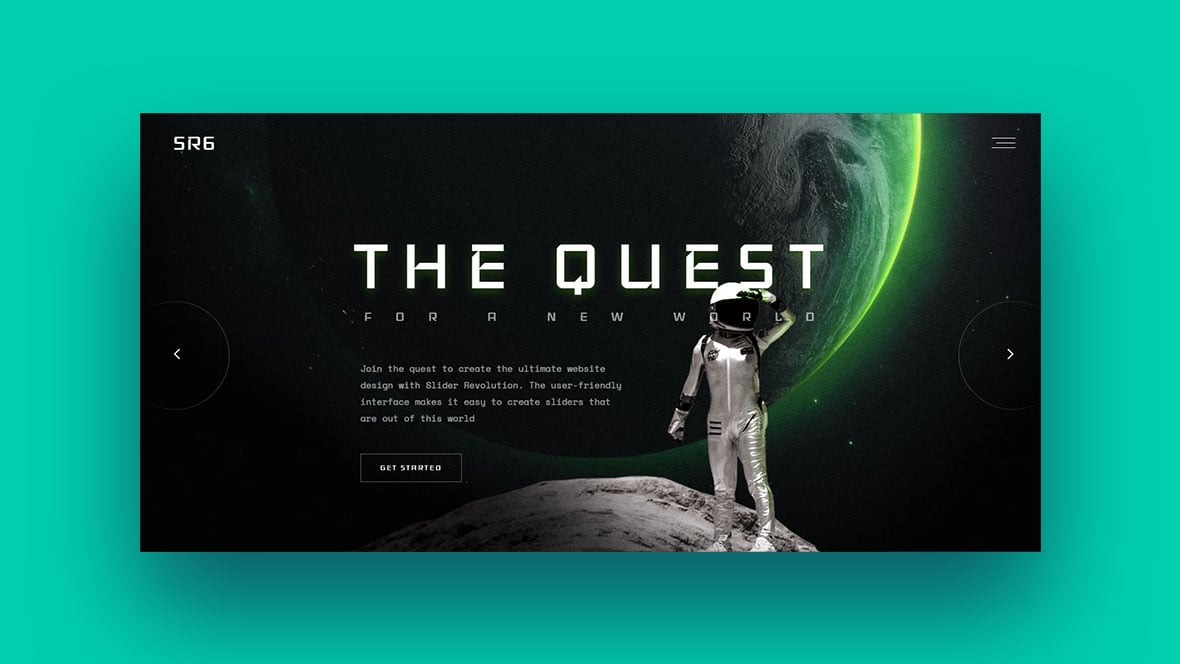 SR6
THE QUEST
FOR A NEW WORLD
Join the quest to create the ultimate website
design with Slider Revolution. The user-friendly
interface makes it easy to create sliders that
are out of this world
GET STARTED